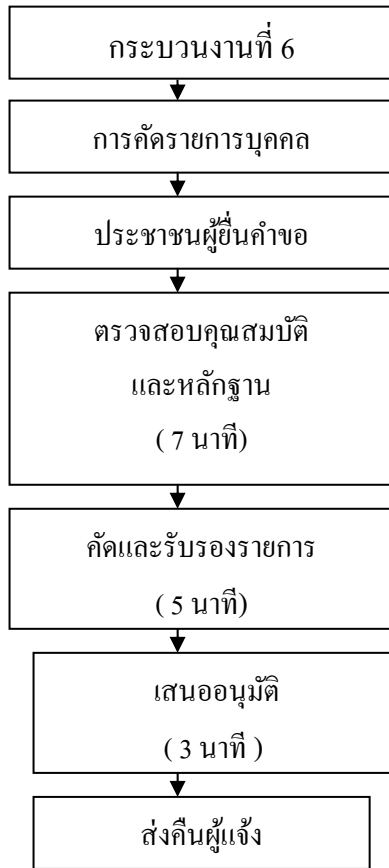 กระบวนงานที่ 6
การคัดรายการบุคคล
ประชาชนผู้ยื่นคำขอ
ตรวจสอบคุณสมบัติ
และหลักฐาน
( 7 นาที)
คัดและรับรองรายการ
( 5 นาที)
เสนออนุมัติ
( 3 นาที )
ส่งคืนผู้แจ้ง